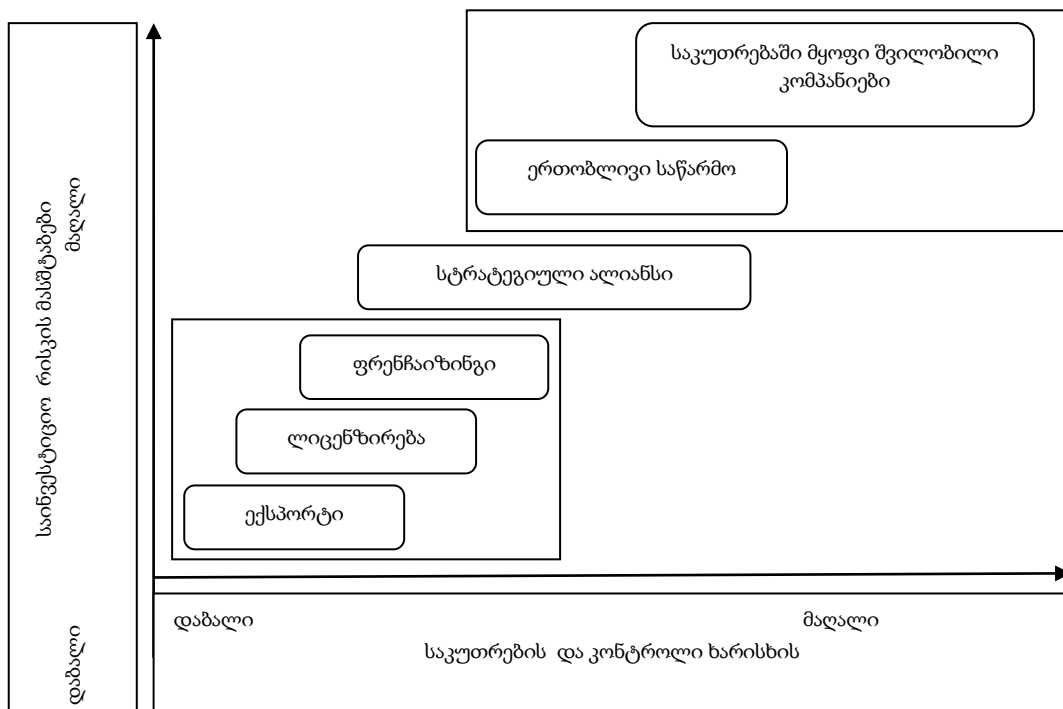 საკუთრებაში მყოფი შვილობილი
კომპანიები
ერთობლივი საწარმო
სტრატეგიული ალიანსი
ფრენჩაიზინგი
ლიცენზირება
ექსპორტი
საინვესტიციო რისკის მასშტაბები
მაღალი
დაბალი
დაბალი
მაღალი
საკუთრების და კონტროლი ხარისხის